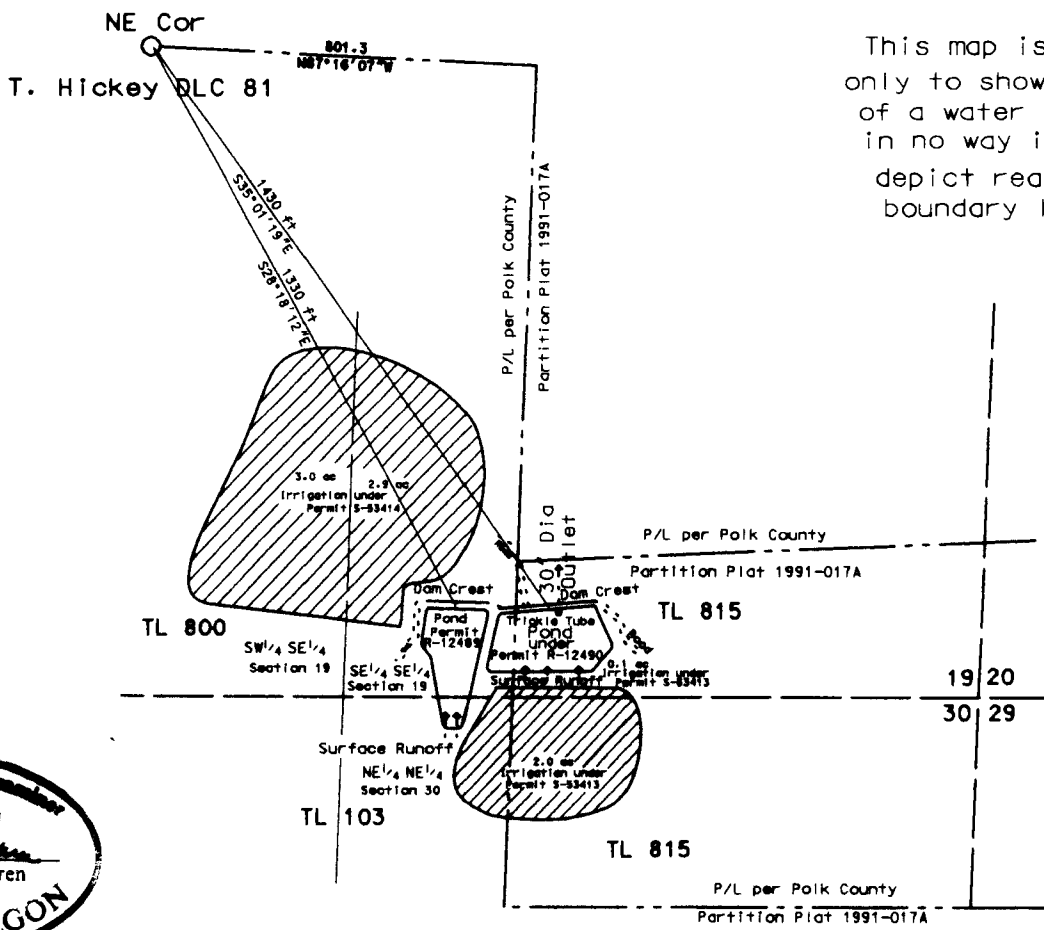 NE Cor
801.3
N87°16'07"W
T. Hickey DLC 81
This map is
only to show
of a water
in no way i
depict rea
boundary
1430 ft
S35°01'19"E
1330 ft
S28°18'12"E
P/L per Polk County
Partition Plat 1991-017A
3.0 ac
2.9 ac
Irrigation under
Permit S-53414
30" Dia
Outlet
P/L per Polk County
Partition Plat 1991-017A
Dam Crest
Dam Crest
TL 800
TL 815
Pond
Permit
R-12489
Trickle Tube
Pond
under
Permit R-12490
Road
SW1/4 SE1/4
Section 19
SE1/4 SE1/4
Section 19
0.1 ac
Irrigation under
Permit S-53413
Surface Runoff
19 20
30 29
Surface Runoff
NE1/4 NE1/4
Section 30
2.0 ac
Irrigation under
Permit S-53413
TL 103
TL 815
P/L per Polk County
Partition Plat 1991-017A
ren
GON